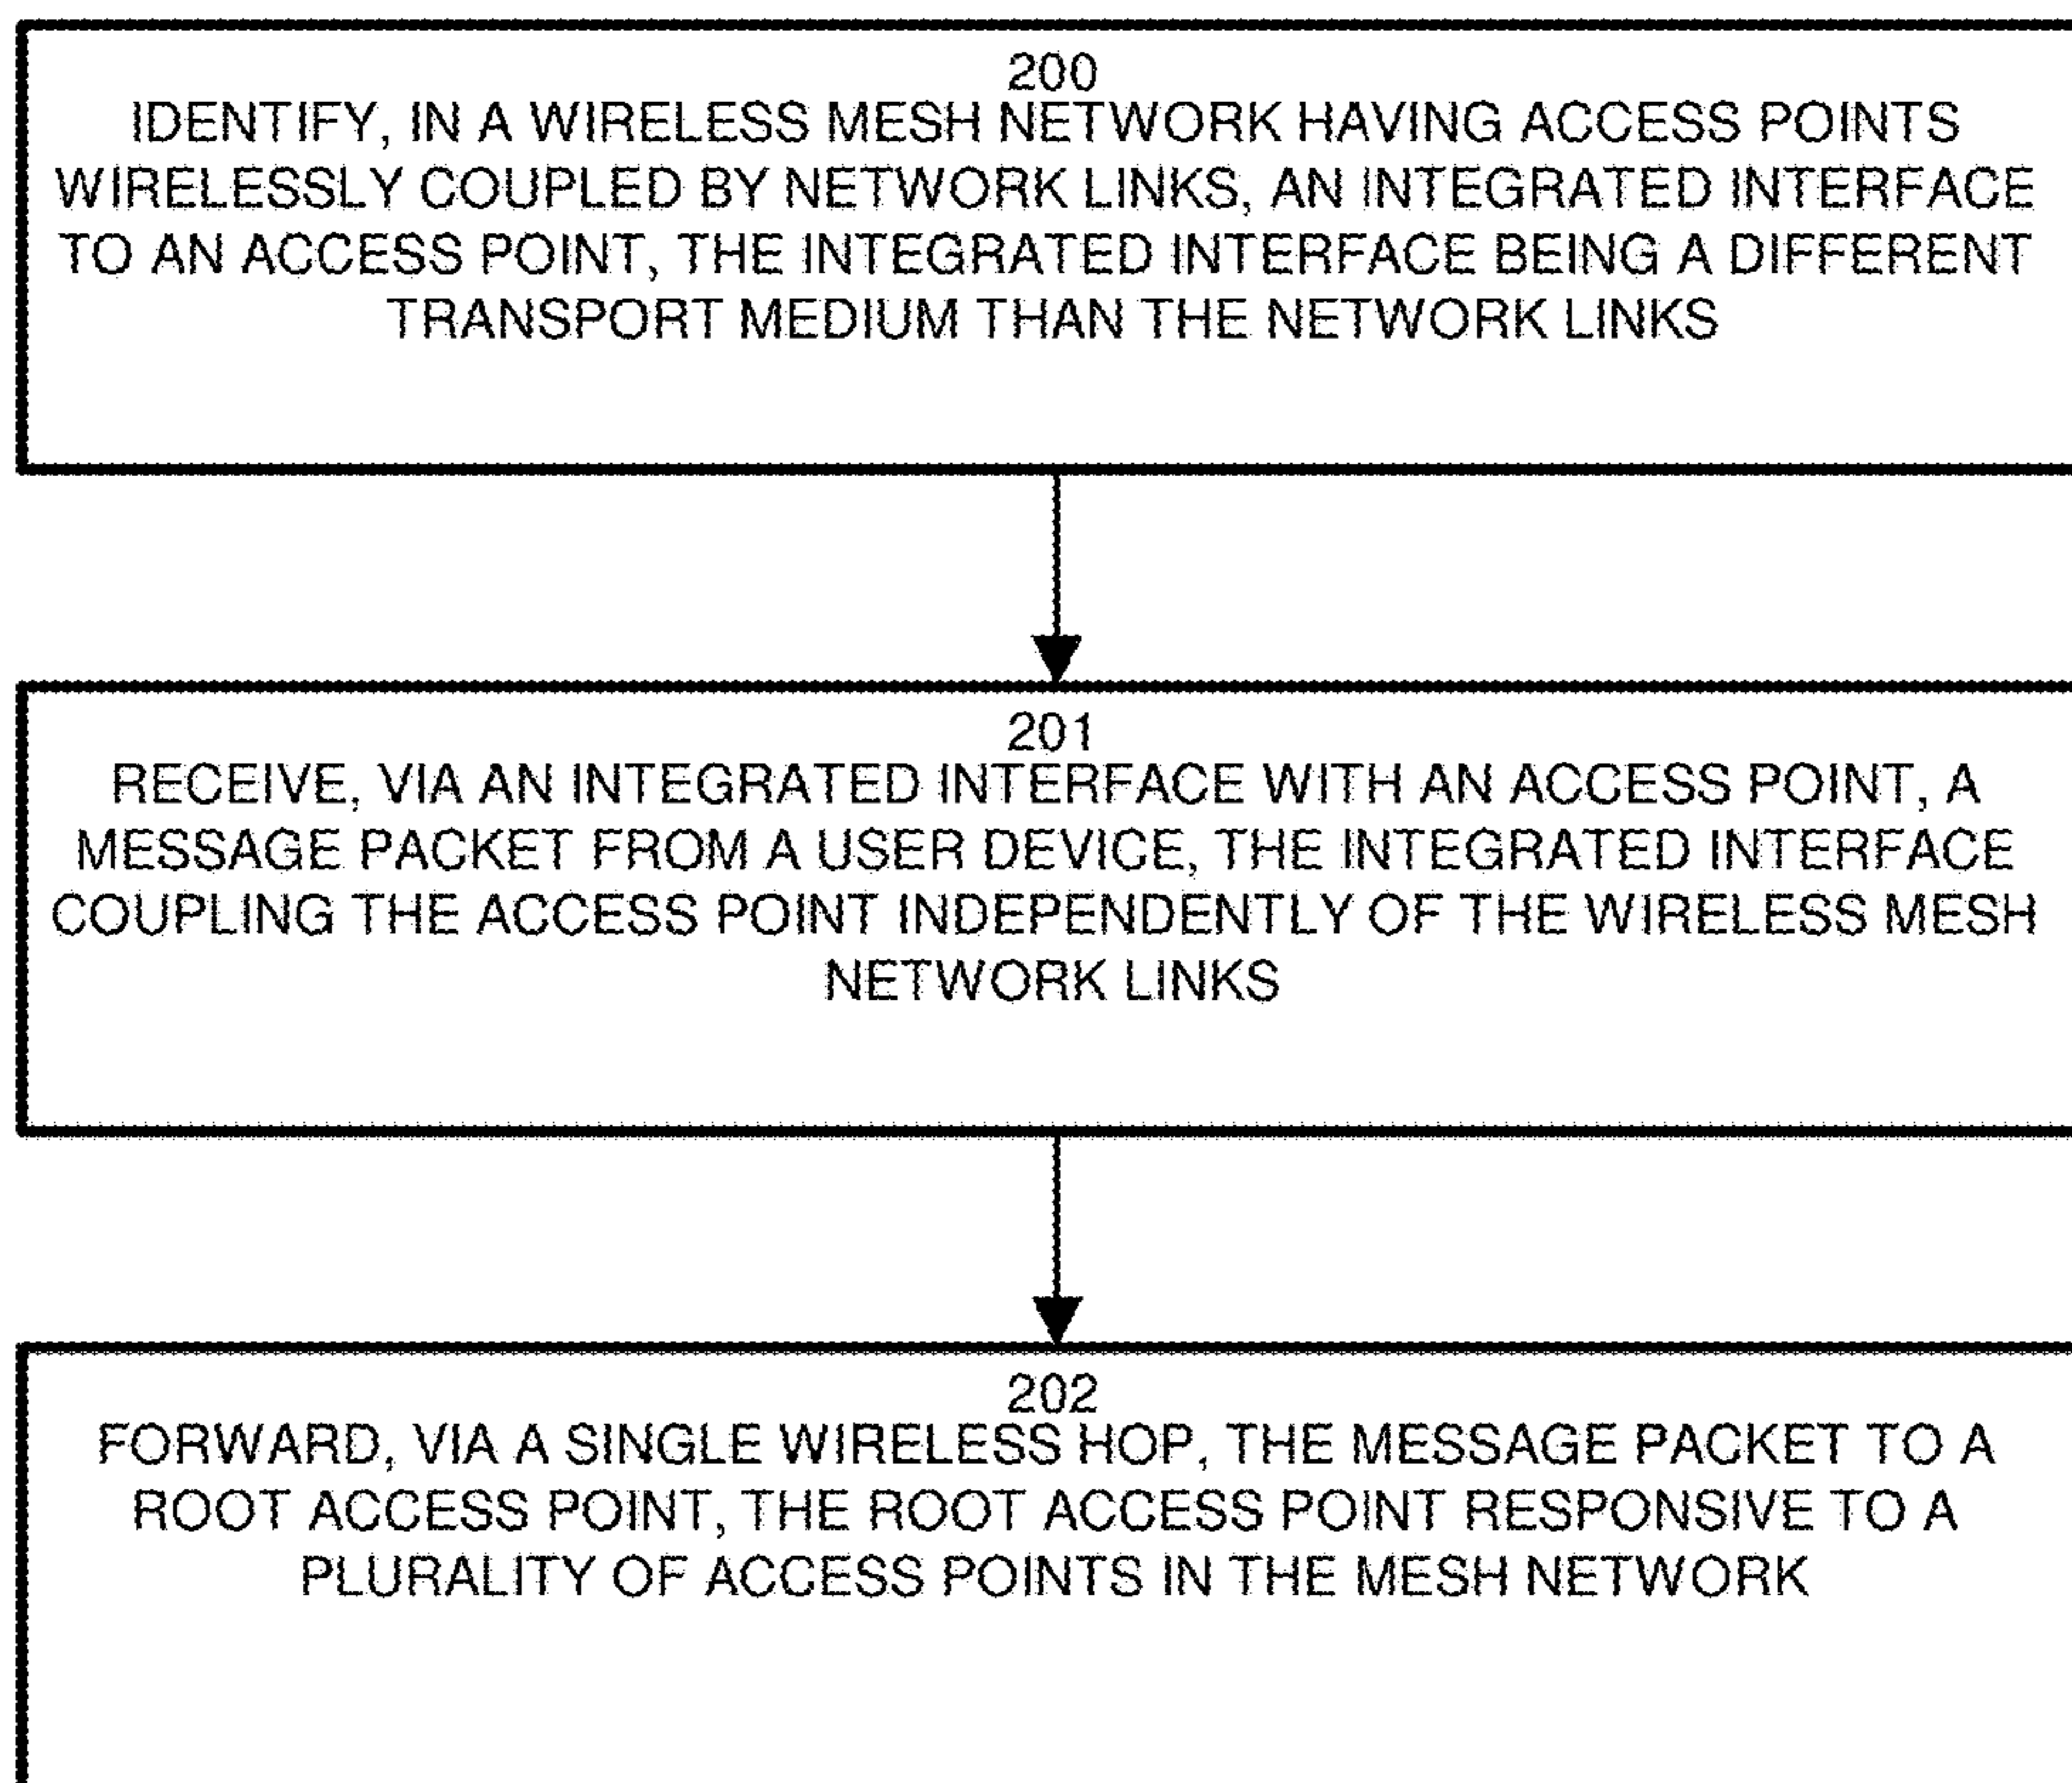 200
IDENTIFY, IN A WIRELESS MESH NETWORK HAVING ACCESS POINTS
WIRELESSLY COUPLED BY NETWORK LINKS, AN INTEGRATED INTERFACE
TO AN ACCESS POINT, THE INTEGRATED INTERFACE BEING A DIFFERENT
TRANSPORT MEDIUM THAN THE NETWORK LINKS
201
RECEIVE, VIA AN INTEGRATED INTERFACE WITH AN ACCESS POINT, A
MESSAGE PACKET FROM A USER DEVICE, THE INTEGRATED INTERFACE
COUPLING THE ACCESS POINT INDEPENDENTLY OF THE WIRELESS MESH
NETWORK LINKS
202
FORWARD, VIA A SINGLE WIRELESS HOP, THE MESSAGE PACKET TO A
ROOT ACCESS POINT, THE ROOT ACCESS POINT RESPONSIVE TO A
PLURALITY OF ACCESS POINTS IN THE MESH NETWORK